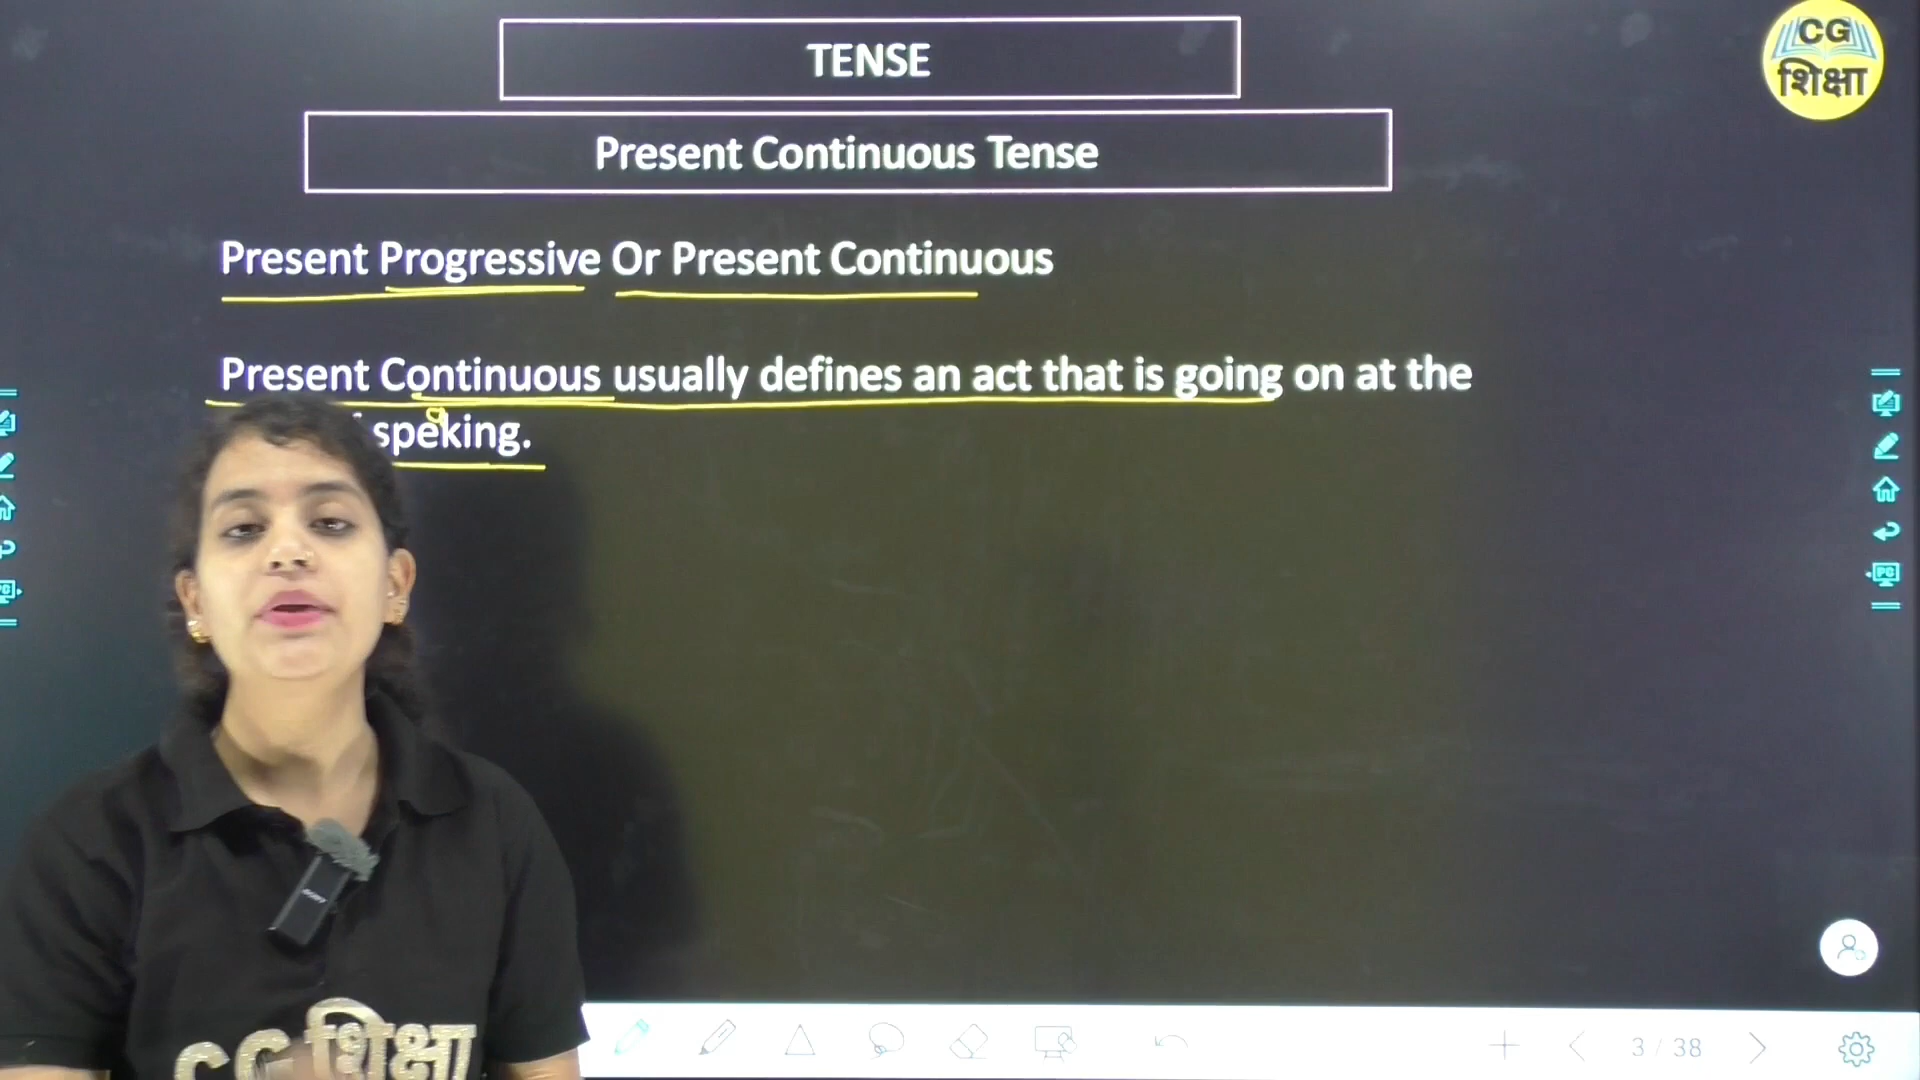 TENSE
CG
शिक्षा
Present Continuous Tense
Present Progressive Or Present Continuous
Present Continuous usually defines an act that is going on at the
speking.
a
3 / 38
CG शिक्षा